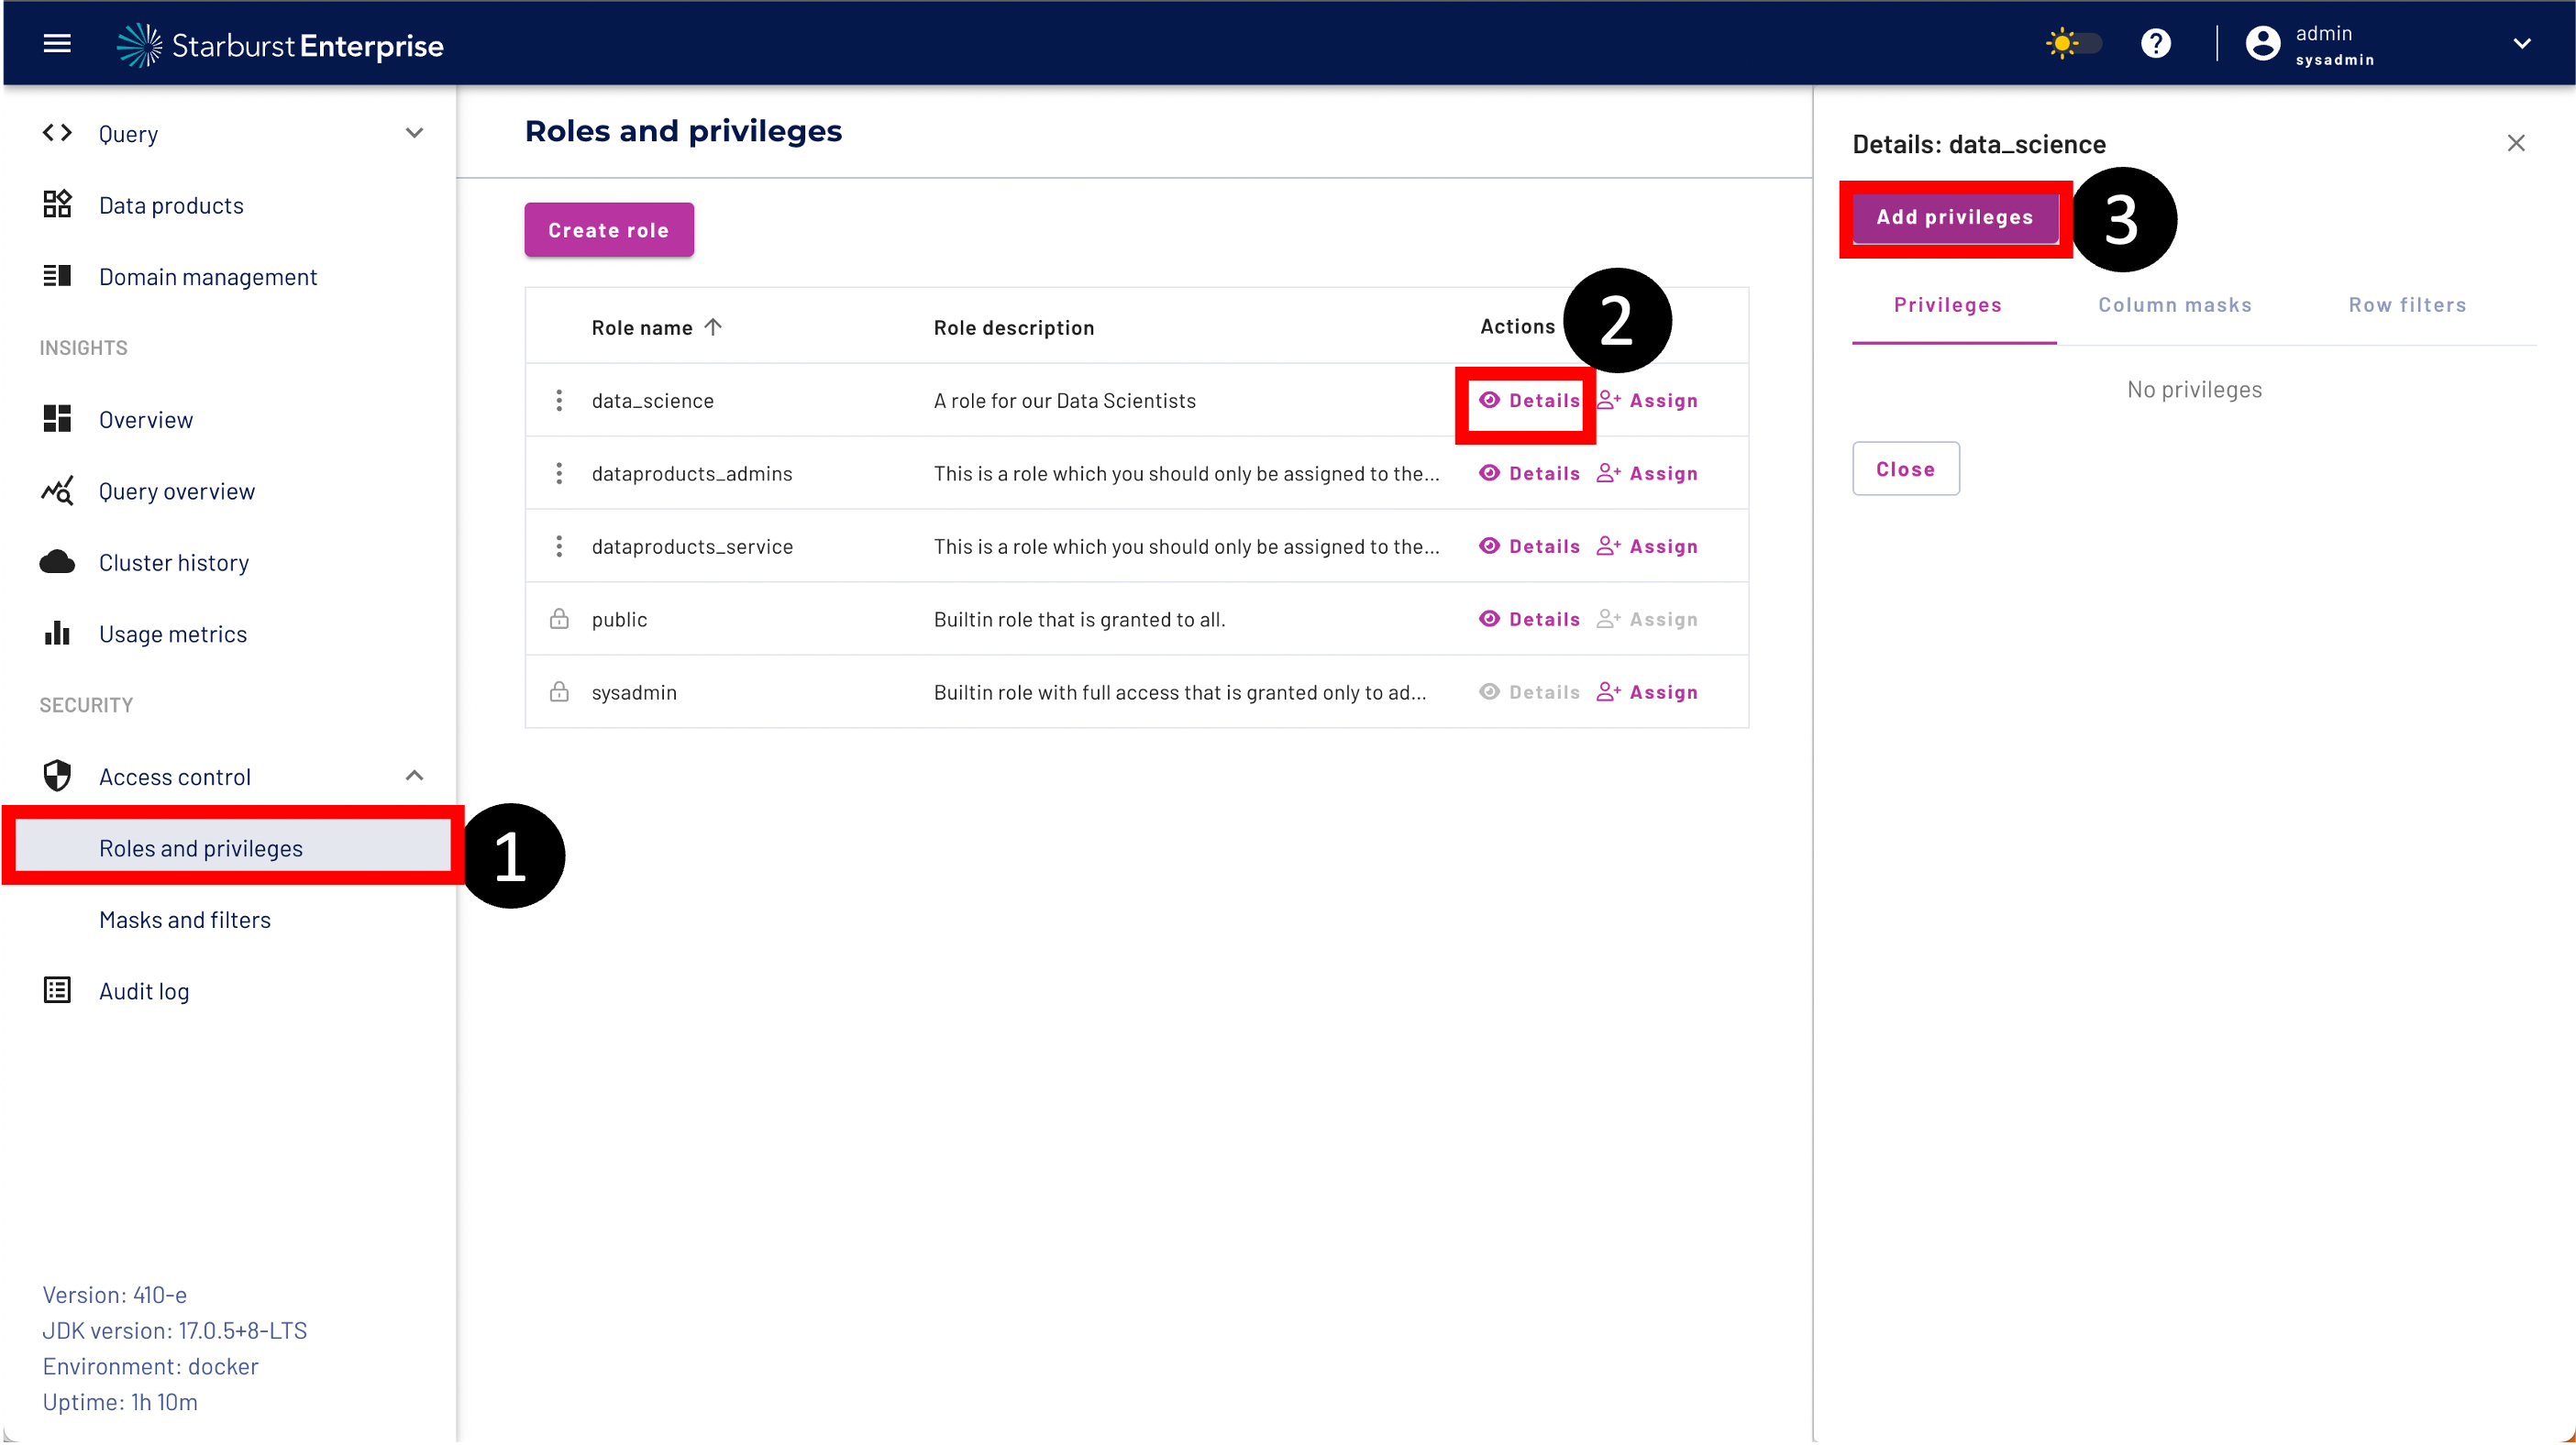 Starburst Enterprise
admin
sysadmin
Query
Data products
Domain management
INSIGHTS
Overview
Query overview
Cluster history
Usage metrics
SECURITY
Access control
Roles and privileges
1
Masks and filters
Audit log
Version: 410-e
JDK version: 17.0.5+8-LTS
Environment: docker
Uptime: 1h 10m
Roles and privileges
Create role
Role name Role description Actions 2
data_science A role for our Data Scientists Details Assign
dataproducts_admins This is a role which you should only be assigned to the... Details Assign
dataproducts_service This is a role which you should only be assigned to the... Details Assign
public Builtin role that is granted to all. Details Assign
sysadmin Builtin role with full access that is granted only to ad... Details Assign
Details: data_science
Add privileges 3
Privileges Column masks Row filters
No privileges
Close